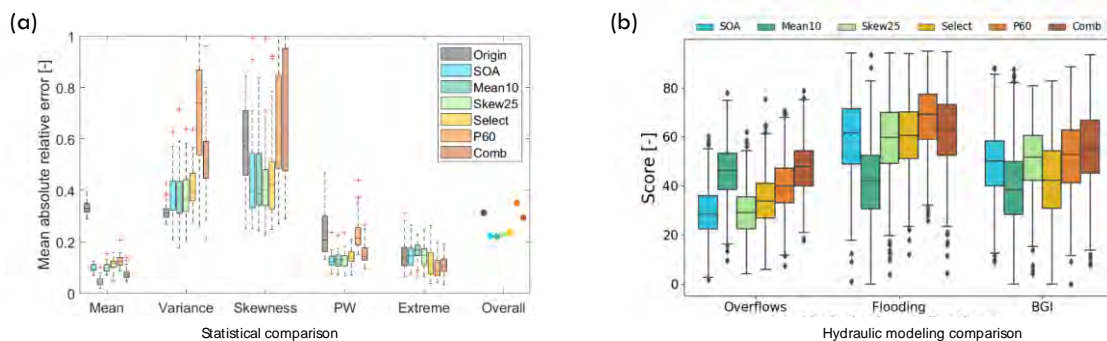 (a)
Mean absolute relative error [-]
1
0.8
0.6
0.4
0.2
0
Origin
SOA
Mean10
Skew25
Select
P60
Comb
Mean Variance Skewness PW Extreme Overall
Statistical comparison
(b)
SOA Mean10 Skew25 Select P60 Comb
Score [-]
80
60
40
20
0
Overflows Flooding BGI
Hydraulic modeling comparison